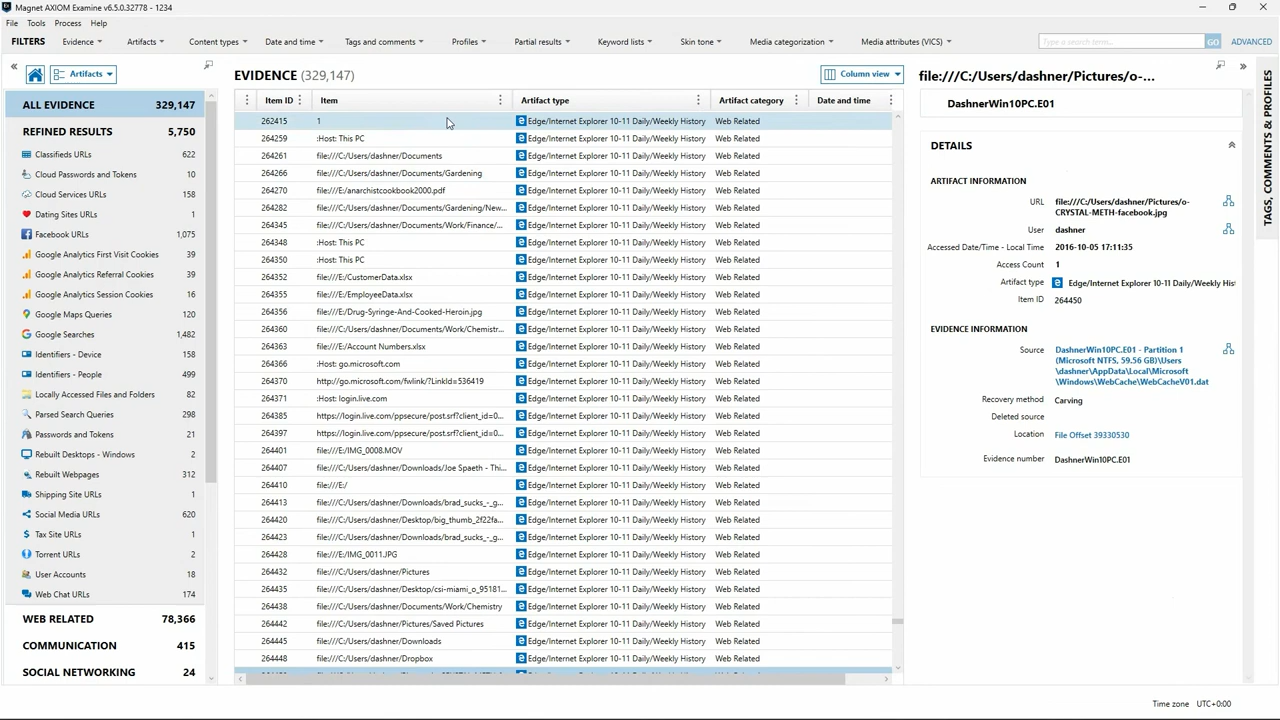 Magnet AXIOM Examine v6.5.0.32778 - 1234
File Tools Process Help
FILTERS Evidence Artifacts Content types Date and time Tags and comments Profiles Partial results Keyword lists Skin tone Media categorization Media attributes (VICS) Type a search term... GO ADVANCED
Artifacts
EVIDENCE (329,147)
Column view
ALL EVIDENCE 329,147
REFINED RESULTS 5,750
Classifieds URLs 622
Cloud Passwords and Tokens 10
Cloud Services URLs 158
Dating Sites URLs 1
Facebook URLs 1,075
Google Analytics First Visit Cookies 39
Google Analytics Referral Cookies 39
Google Analytics Session Cookies 16
Google Maps Queries 120
Google Searches 1,482
Identifiers - Device 158
Identifiers - People 499
Locally Accessed Files and Folders 82
Parsed Search Queries 298
Passwords and Tokens 21
Rebuilt Desktops - Windows 2
Rebuilt Webpages 312
Shipping Site URLs 1
Social Media URLs 620
Tax Site URLs 1
Torrent URLs 2
User Accounts 18
Web Chat URLs 174
WEB RELATED 78,366
COMMUNICATION 415
SOCIAL NETWORKING 24
Item ID Item Artifact type Artifact category Date and time
262415 1 Edge/Internet Explorer 10-11 Daily/Weekly History Web Related
264259 :Host: This PC Edge/Internet Explorer 10-11 Daily/Weekly History Web Related
264261 file:///C:/Users/dashner/Documents Edge/Internet Explorer 10-11 Daily/Weekly History Web Related
264266 file:///C:/Users/dashner/Documents/Gardening Edge/Internet Explorer 10-11 Daily/Weekly History Web Related
264270 file:///E:/anarchistcookbook2000.pdf Edge/Internet Explorer 10-11 Daily/Weekly History Web Related
264282 file:///C:/Users/dashner/Documents/Gardening/New... Edge/Internet Explorer 10-11 Daily/Weekly History Web Related
264345 file:///C:/Users/dashner/Documents/Work/Finance/... Edge/Internet Explorer 10-11 Daily/Weekly History Web Related
264348 :Host: This PC Edge/Internet Explorer 10-11 Daily/Weekly History Web Related
264350 :Host: This PC Edge/Internet Explorer 10-11 Daily/Weekly History Web Related
264352 file:///E:/CustomerData.xlsx Edge/Internet Explorer 10-11 Daily/Weekly History Web Related
264355 file:///E:/EmployeeData.xlsx Edge/Internet Explorer 10-11 Daily/Weekly History Web Related
264356 file:///E:/Drug-Syringe-And-Cooked-Heroin.jpg Edge/Internet Explorer 10-11 Daily/Weekly History Web Related
264360 file:///C:/Users/dashner/Documents/Work/Chemistr... Edge/Internet Explorer 10-11 Daily/Weekly History Web Related
264363 file:///E:/Account Numbers.xlsx Edge/Internet Explorer 10-11 Daily/Weekly History Web Related
264366 :Host: go.microsoft.com Edge/Internet Explorer 10-11 Daily/Weekly History Web Related
264370 http://go.microsoft.com/fwlink/?LinkId=536419 Edge/Internet Explorer 10-11 Daily/Weekly History Web Related
264371 :Host: login.live.com Edge/Internet Explorer 10-11 Daily/Weekly History Web Related
264385 https://login.live.com/ppsecure/post.srf?client_id=0... Edge/Internet Explorer 10-11 Daily/Weekly History Web Related
264397 https://login.live.com/ppsecure/post.srf?client_id=0... Edge/Internet Explorer 10-11 Daily/Weekly History Web Related
264401 file:///E:/IMG_0008.MOV Edge/Internet Explorer 10-11 Daily/Weekly History Web Related
264407 file:///C:/Users/dashner/Downloads/Joe Spaeth - Thi... Edge/Internet Explorer 10-11 Daily/Weekly History Web Related
264410 file:///E:/ Edge/Internet Explorer 10-11 Daily/Weekly History Web Related
264413 file:///C:/Users/dashner/Downloads/brad_sucks_-_g... Edge/Internet Explorer 10-11 Daily/Weekly History Web Related
264420 file:///C:/Users/dashner/Desktop/big_thumb_2f22fa... Edge/Internet Explorer 10-11 Daily/Weekly History Web Related
264423 file:///C:/Users/dashner/Downloads/brad_sucks_-_g... Edge/Internet Explorer 10-11 Daily/Weekly History Web Related
264428 file:///E:/IMG_0011.JPG Edge/Internet Explorer 10-11 Daily/Weekly History Web Related
264432 file:///C:/Users/dashner/Pictures Edge/Internet Explorer 10-11 Daily/Weekly History Web Related
264435 file:///C:/Users/dashner/Desktop/csi-miami_o_95181... Edge/Internet Explorer 10-11 Daily/Weekly History Web Related
264438 file:///C:/Users/dashner/Documents/Work/Chemistry Edge/Internet Explorer 10-11 Daily/Weekly History Web Related
264442 file:///C:/Users/dashner/Pictures/Saved Pictures Edge/Internet Explorer 10-11 Daily/Weekly History Web Related
264445 file:///C:/Users/dashner/Downloads Edge/Internet Explorer 10-11 Daily/Weekly History Web Related
264448 file:///C:/Users/dashner/Dropbox Edge/Internet Explorer 10-11 Daily/Weekly History Web Related
file:///C:/Users/dashner/Pictures/o-...
DashnerWin10PC.E01
DETAILS
ARTIFACT INFORMATION
URL file:///C:/Users/dashner/Pictures/o-
CRYSTAL-METH-facebook.jpg
User dashner
Accessed Date/Time - Local Time 2016-10-05 17:11:35
Access Count 1
Artifact type Edge/Internet Explorer 10-11 Daily/Weekly His
Item ID 264450
EVIDENCE INFORMATION
Source DashnerWin10PC.E01 - Partition 1
(Microsoft NTFS, 59.56 GB)\Users
\dashner\AppData\Local\Microsoft
\Windows\WebCache\WebCacheV01.dat
Recovery method Carving
Deleted source
Location File Offset 39330530
Evidence number DashnerWin10PC.E01
TAGS, COMMENTS & PROFILES
Time zone UTC+0:00